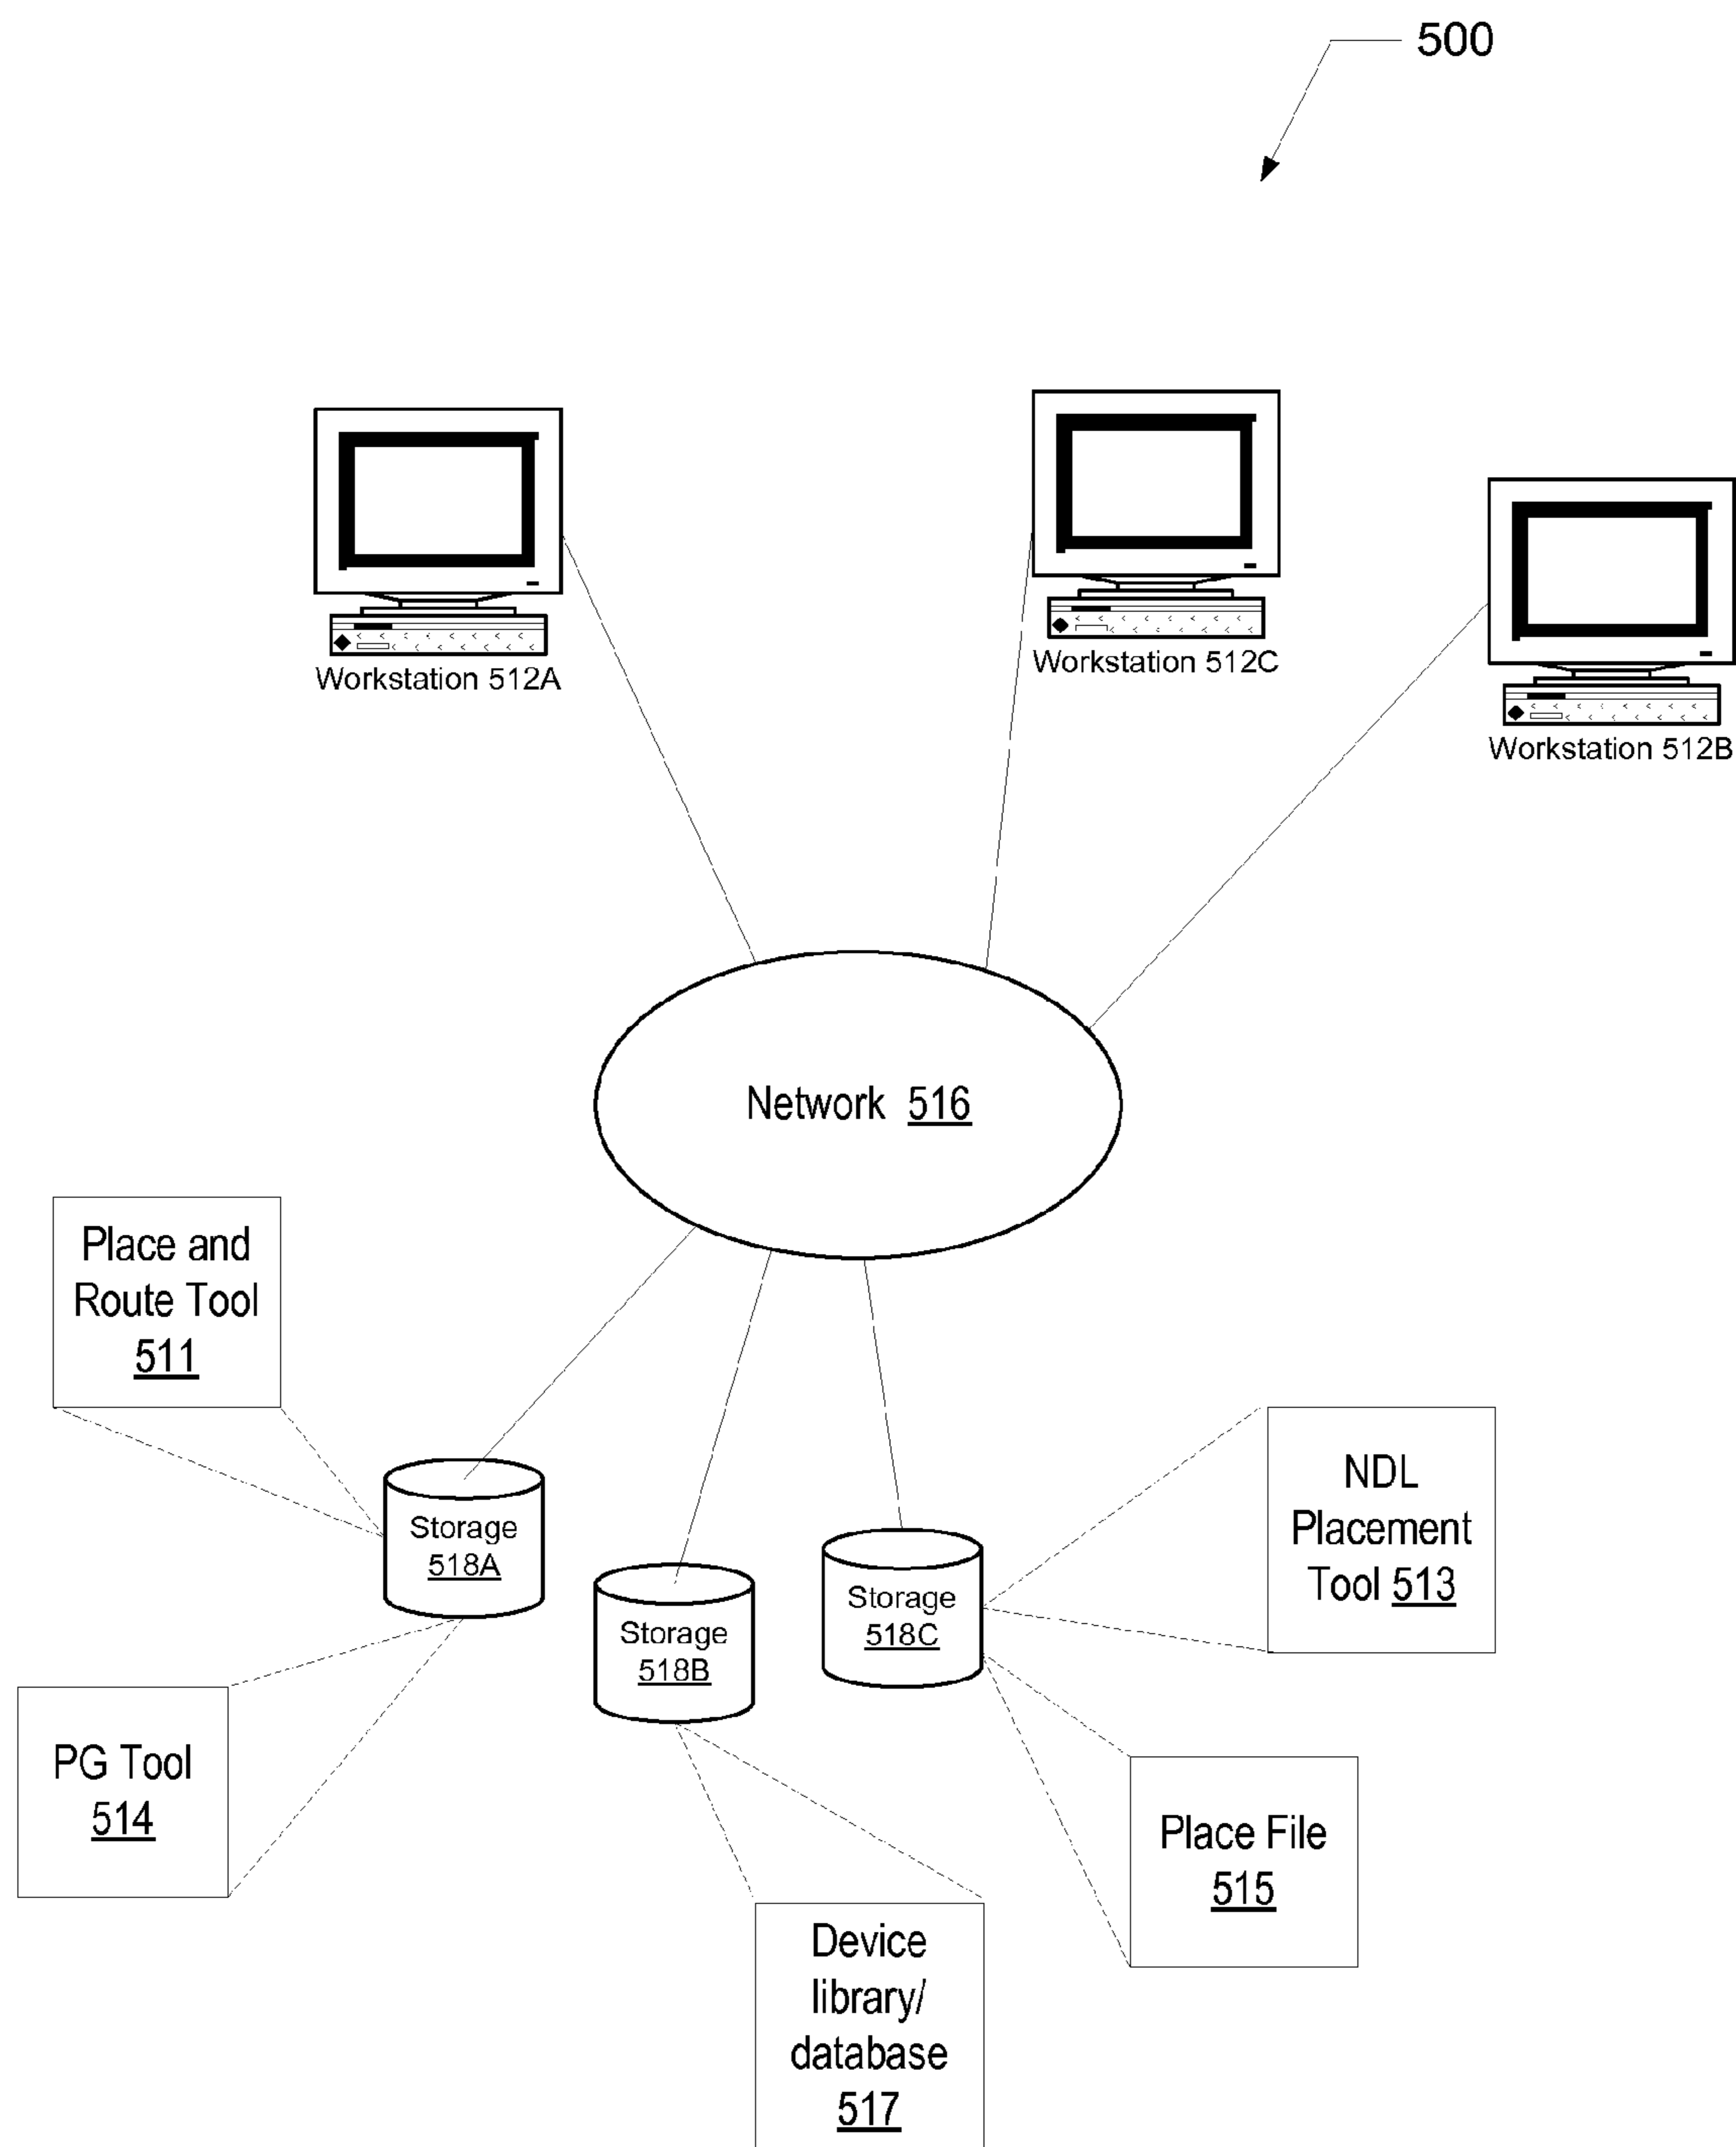 500
Workstation 512A
Workstation 512C
Workstation 512B
Network 516
Place and
Route Tool
511
Storage
518A
Storage
518B
Storage
518C
NDL
Placement
Tool 513
PG Tool
514
Place File
515
Device
library/
database
517